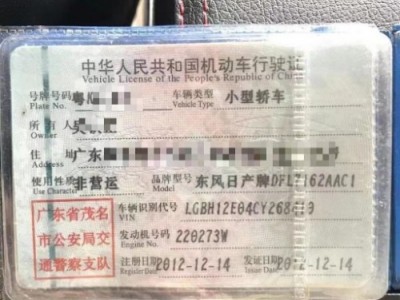 中华人民共和国机动车行驶证
Vehicle License of the People's Republic of China
号牌号码 粤 车辆类型 小型轿车
Plate No. Vehicle Type
所有人
Owner
住址 广东
Address
使用性质 非营运 品牌型号 东风日产牌DFL7162AAC1
Use Character Model
广东省茂名
市公安局交
通警察支队
车辆识别代号
VIN
发动机号码 220273W
Engine No.
注册日期 2012-12-14 发证日期 2012-12-14
Register Date Issue Date